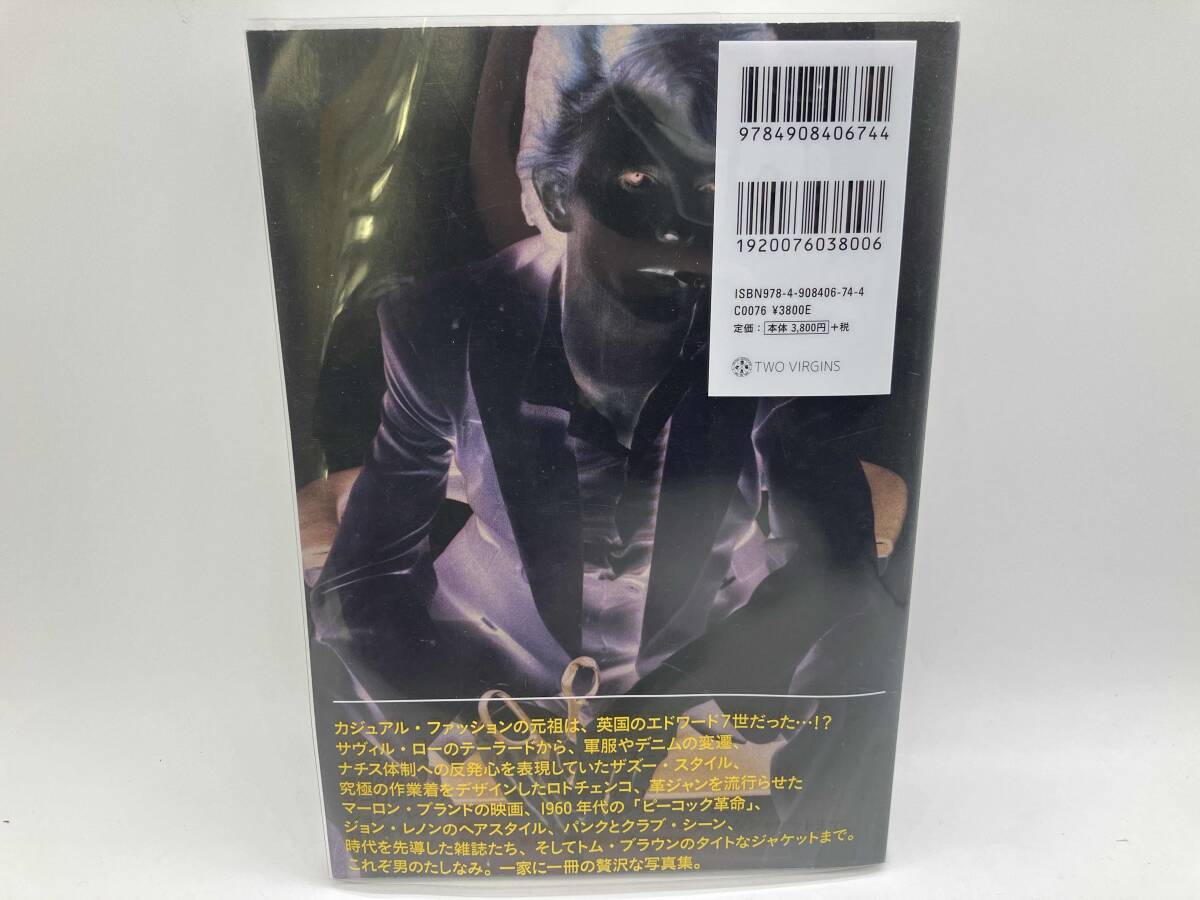 9784908406744
1920076038006
ISBN978-4-908406-74-4
C0076 ¥3800E
定価：本体 3,800円+税
TWO VIRGINS
カジュアル・ファッションの元祖は、英国のエドワード7世だった…!?
サヴィル・ローのテーラードから、軍服やデニムの変遷、
ナチス体制への反発心を表現していたザズー・スタイル、
究極の作業着をデザインしたロトチェンコ、革ジャンを流行らせた
マーロン・ブランドの映画、1960年代の「ピーコック革命」、
ジョン・レノンのヘアスタイル、パンクとクラブ・シーン、
時代を先導した雑誌たち、そしてトム・ブラウンのタイトなジャケットまで。
これぞ男のたしなみ。一家に一冊の贅沢な写真集。